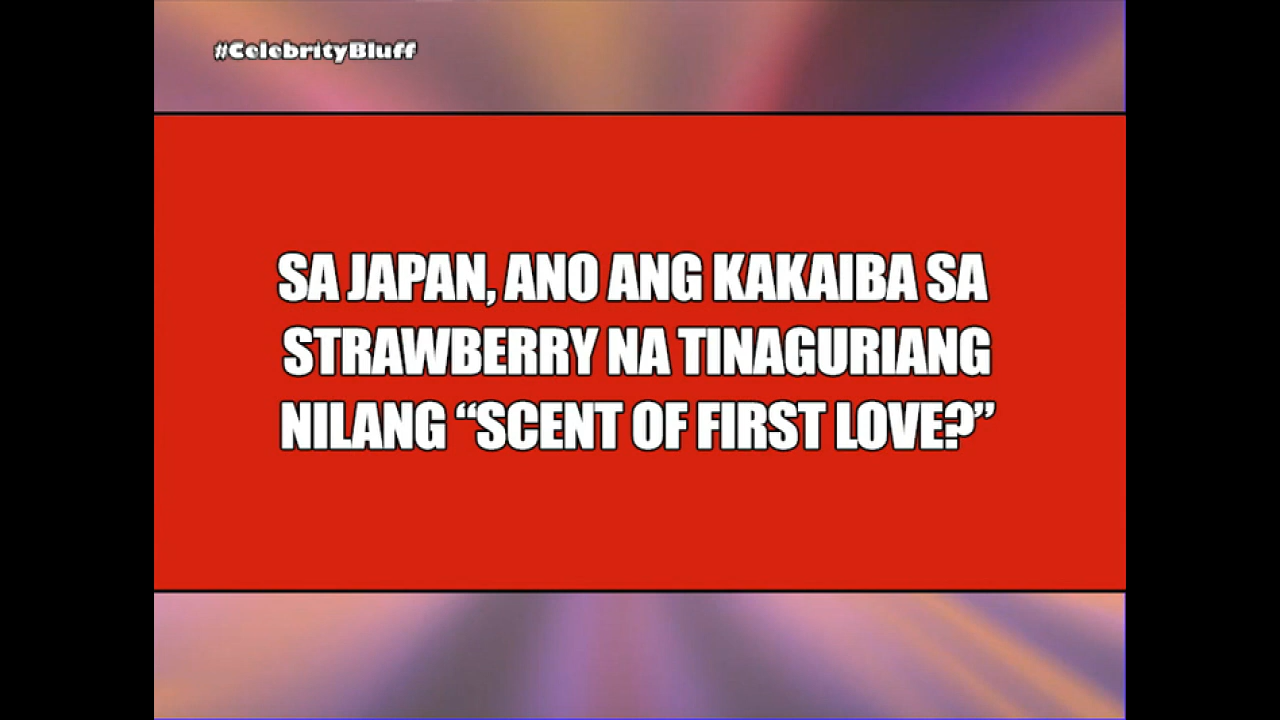 #CelebrityBluff
SA JAPAN, ANO ANG KAKAIBA SA
STRAWBERRY NA TINAGURIANG
NILANG “SCENT OF FIRST LOVE?”